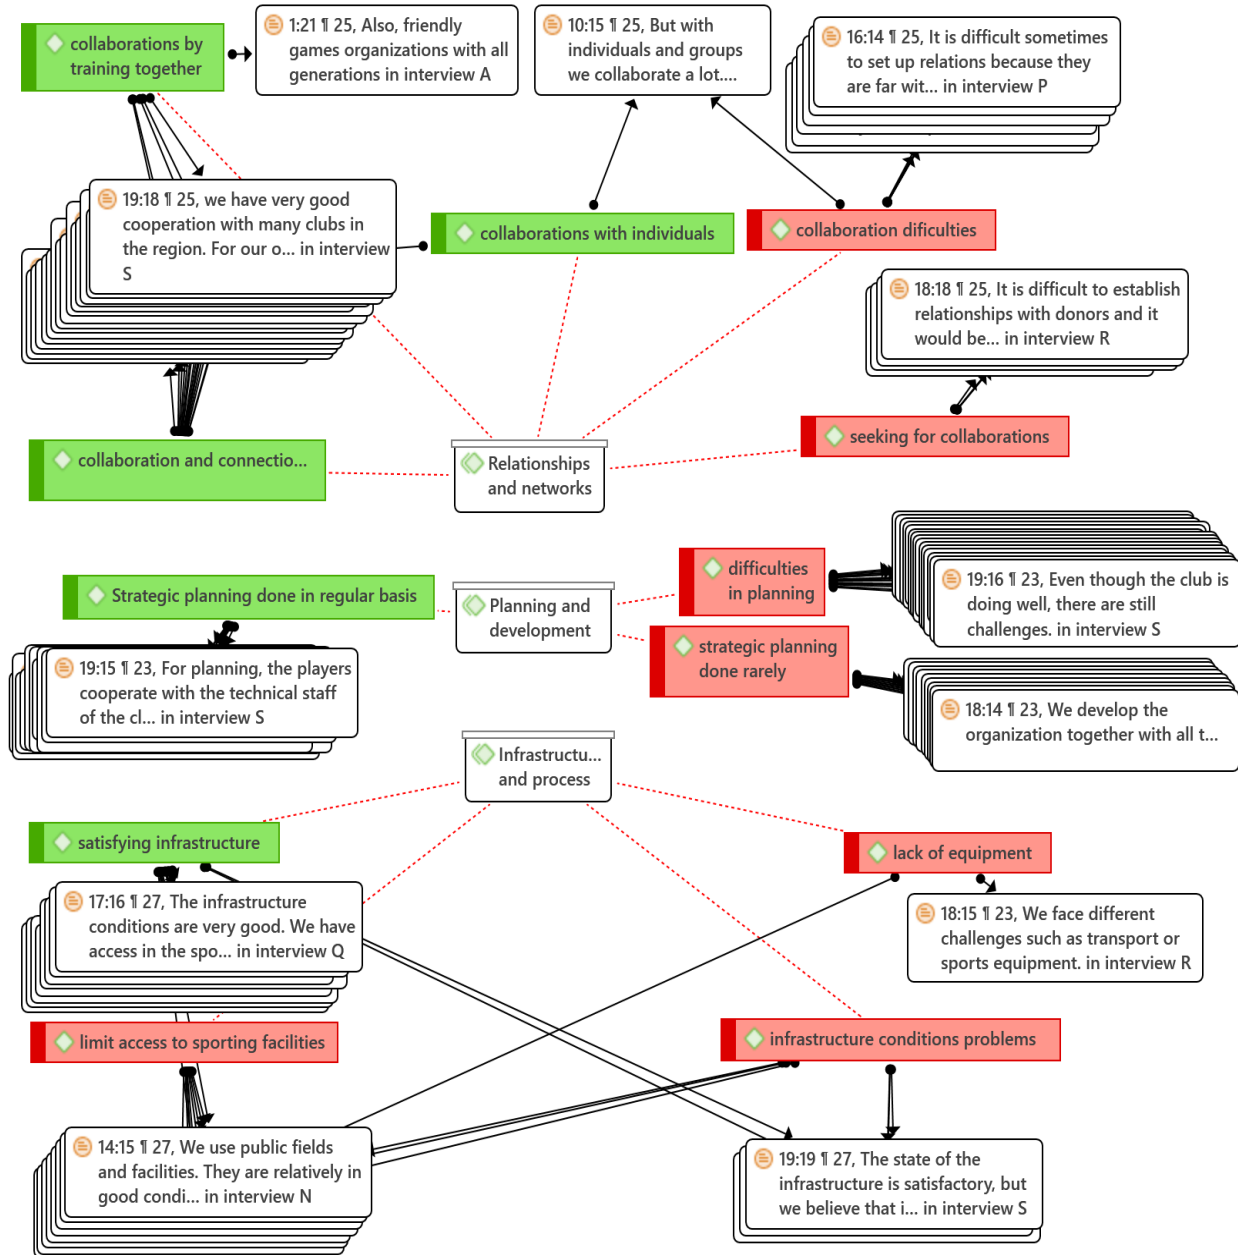 collaborations by
training together
1:21 ¶ 25, Also, friendly
games organizations with all
generations in interview A
10:15 ¶ 25, But with
individuals and groups
we collaborate a lot....
16:14 ¶ 25, It is difficult sometimes
to set up relations because they
are far wit... in interview P
19:18 ¶ 25, we have very good
cooperation with many clubs in
the region. For our o... in interview
S
collaborations with individuals
collaboration dificulties
18:18 ¶ 25, It is difficult to establish
relationships with donors and it
would be... in interview R
collaboration and connectio...
Relationships
and networks
seeking for collaborations
Strategic planning done in regular basis
Planning and
development
difficulties
in planning
19:16 ¶ 23, Even though the club is
doing well, there are still
challenges. in interview S
19:15 ¶ 23, For planning, the players
cooperate with the technical staff
of the cl... in interview S
strategic planning
done rarely
18:14 ¶ 23, We develop the
organization together with all t...
Infrastructu...
and process
satisfying infrastructure
lack of equipment
17:16 ¶ 27, The infrastructure
conditions are very good. We have
access in the spo... in interview Q
18:15 ¶ 23, We face different
challenges such as transport or
sports equipment. in interview R
limit access to sporting facilities
infrastructure conditions problems
14:15 ¶ 27, We use public fields
and facilities. They are relatively in
good condi... in interview N
19:19 ¶ 27, The state of the
infrastructure is satisfactory, but
we believe that i... in interview S